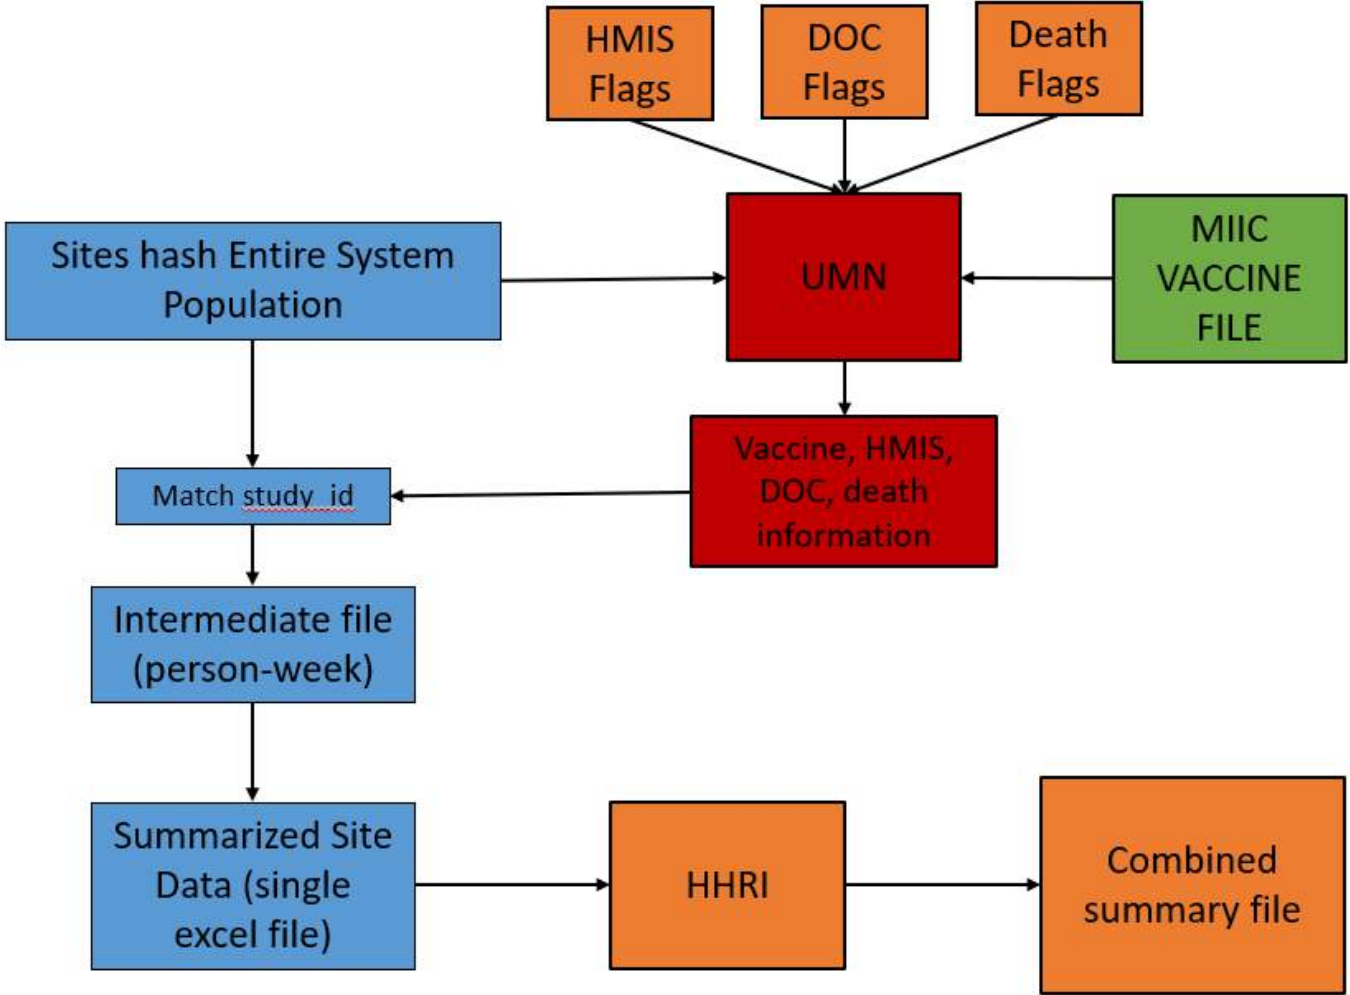 HMIS
Flags
DOC
Flags
Death
Flags
Sites hash Entire System
Population
UMN
MIIC
VACCINE
FILE
Vaccine, HMIS,
DOC, death
information
Match study_id
Intermediate file
(person-week)
Summarized Site
Data (single
excel file)
HHRI
Combined
summary file